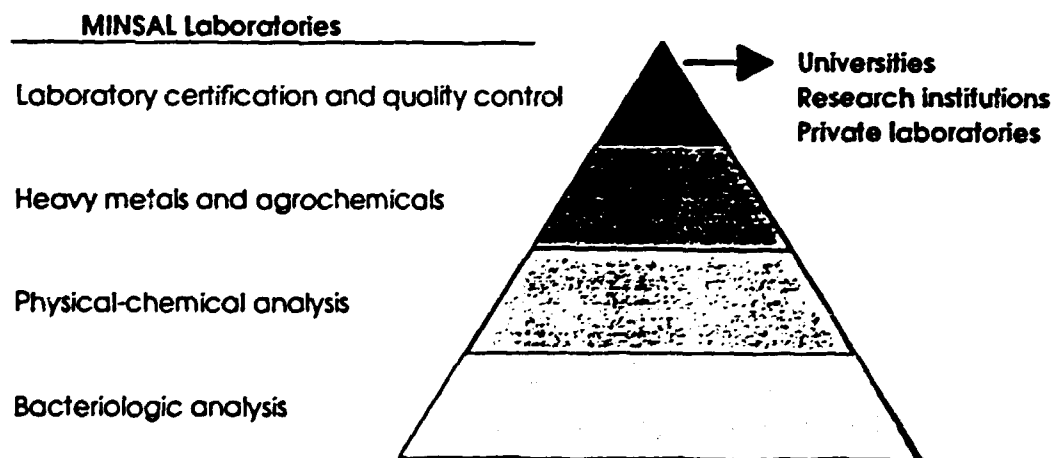 MINSAL Laboratories
Laboratory certification and quality control
Heavy metals and agrochemicals
Physical-chemical analysis
Bacteriologic analysis
Universities
Research institutions
Private laboratories